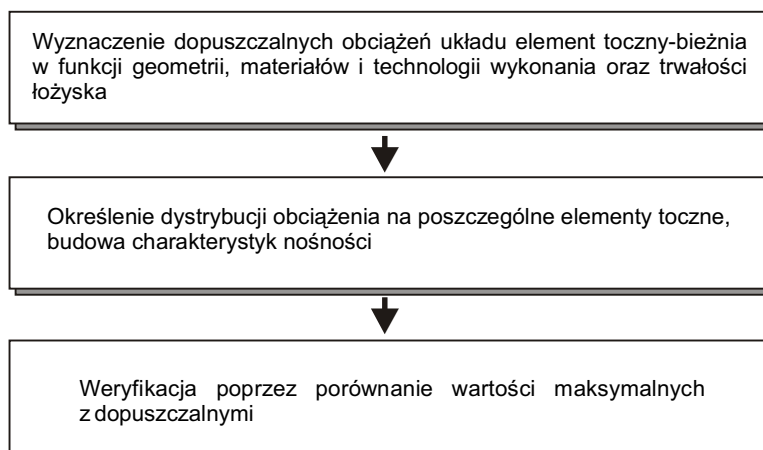 Wyznaczenie dopuszczalnych obciążeń układu element toczny-bieżnia
w funkcji geometrii, materiałów i technologii wykonania oraz trwałości
łożyska
Określenie dystrybucji obciążenia na poszczególne elementy toczne,
budowa charakterystyk nośności
Weryfikacja poprzez porównanie wartości maksymalnych
z dopuszczalnymi